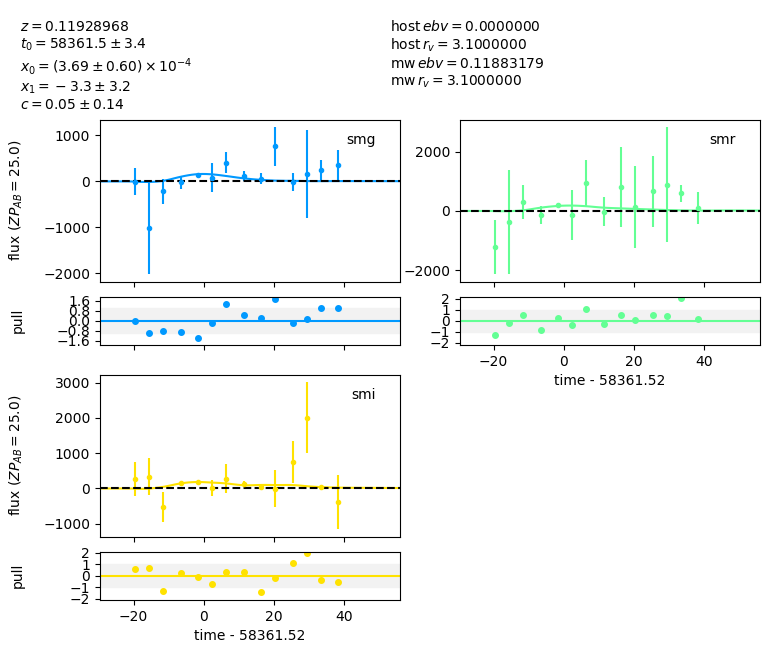 z = 0.11928968
t₀ = 58361.5 ± 3.4
x₀ = (3.69 ± 0.60) × 10⁻⁴
x₁ = −3.3 ± 3.2
c = 0.05 ± 0.14
host ebv = 0.0000000
host r_v = 3.1000000
mw ebv = 0.11883179
mw r_v = 3.1000000
smg
1000
0
−1000
−2000
flux (ZP_AB = 25.0)
1.6
0.8
0.0
−0.8
−1.6
pull
smr
2000
0
−2000
2
1
0
−1
−2
−20 0 20 40
time - 58361.52
smi
3000
2000
1000
0
−1000
flux (ZP_AB = 25.0)
2
1
0
−1
−2
pull
−20 0 20 40
time - 58361.52